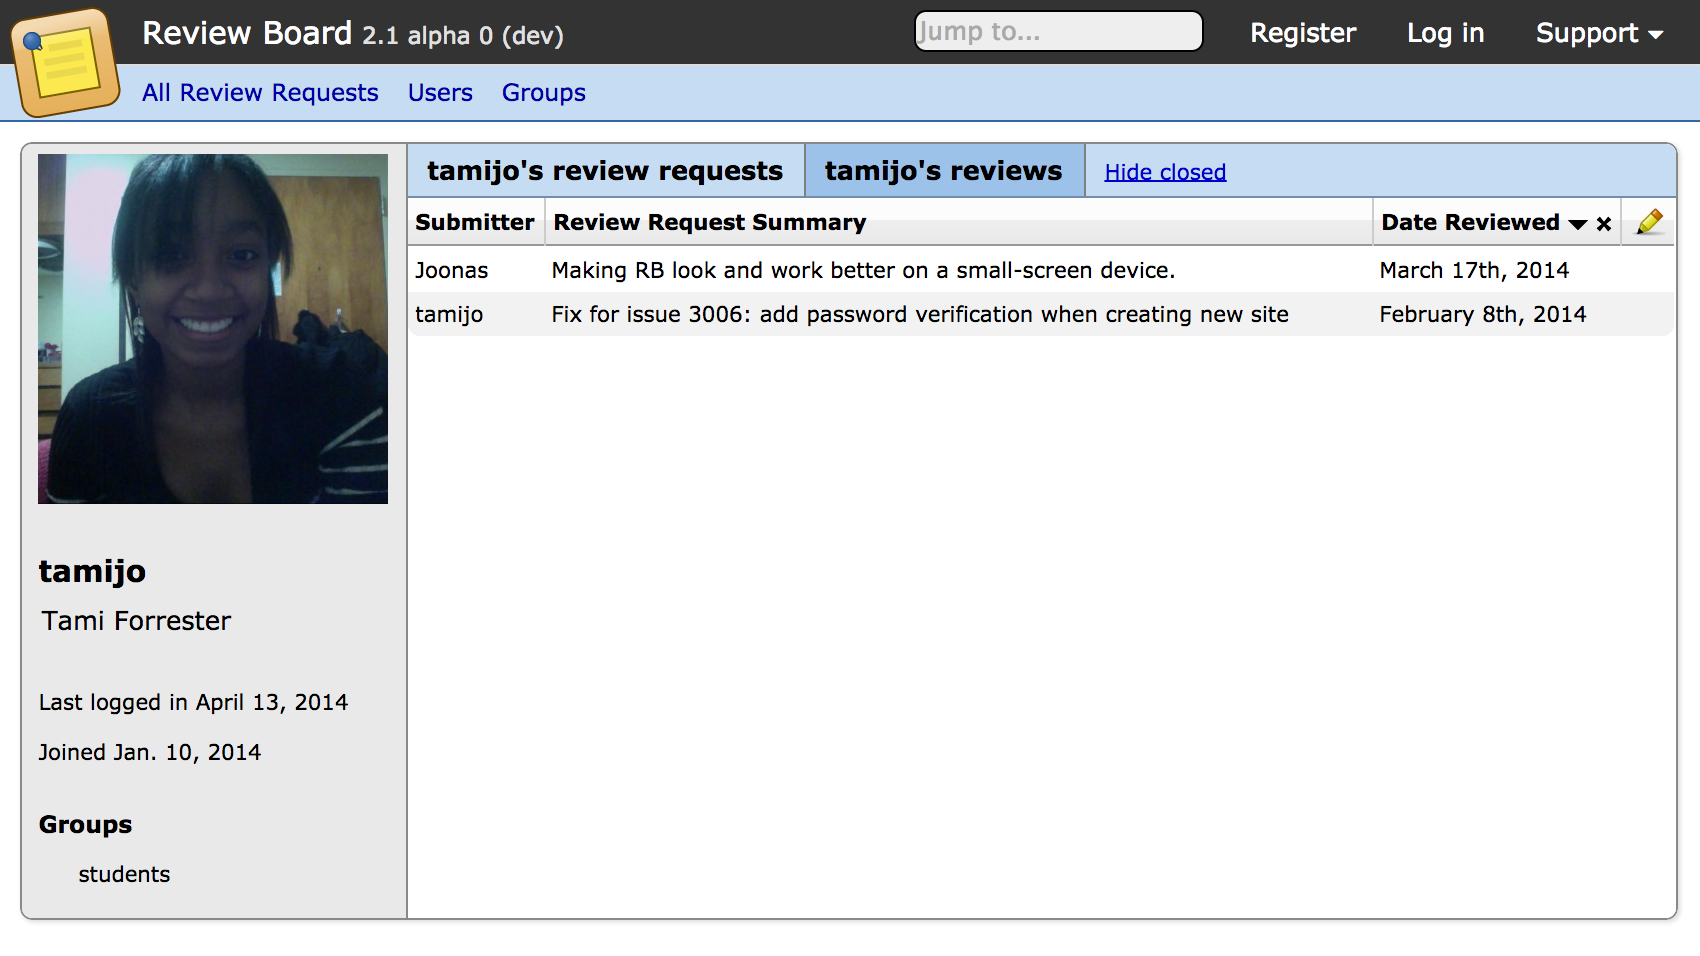 Review Board 2.1 alpha 0 (dev)
Jump to...
Register
Log in
Support
All Review Requests
Users
Groups
tamijo's review requests
tamijo's reviews
Hide closed
Submitter
Review Request Summary
Date Reviewed
Joonas
Making RB look and work better on a small-screen device.
March 17th, 2014
tamijo
Fix for issue 3006: add password verification when creating new site
February 8th, 2014
tamijo
Tami Forrester
Last logged in April 13, 2014
Joined Jan. 10, 2014
Groups
students